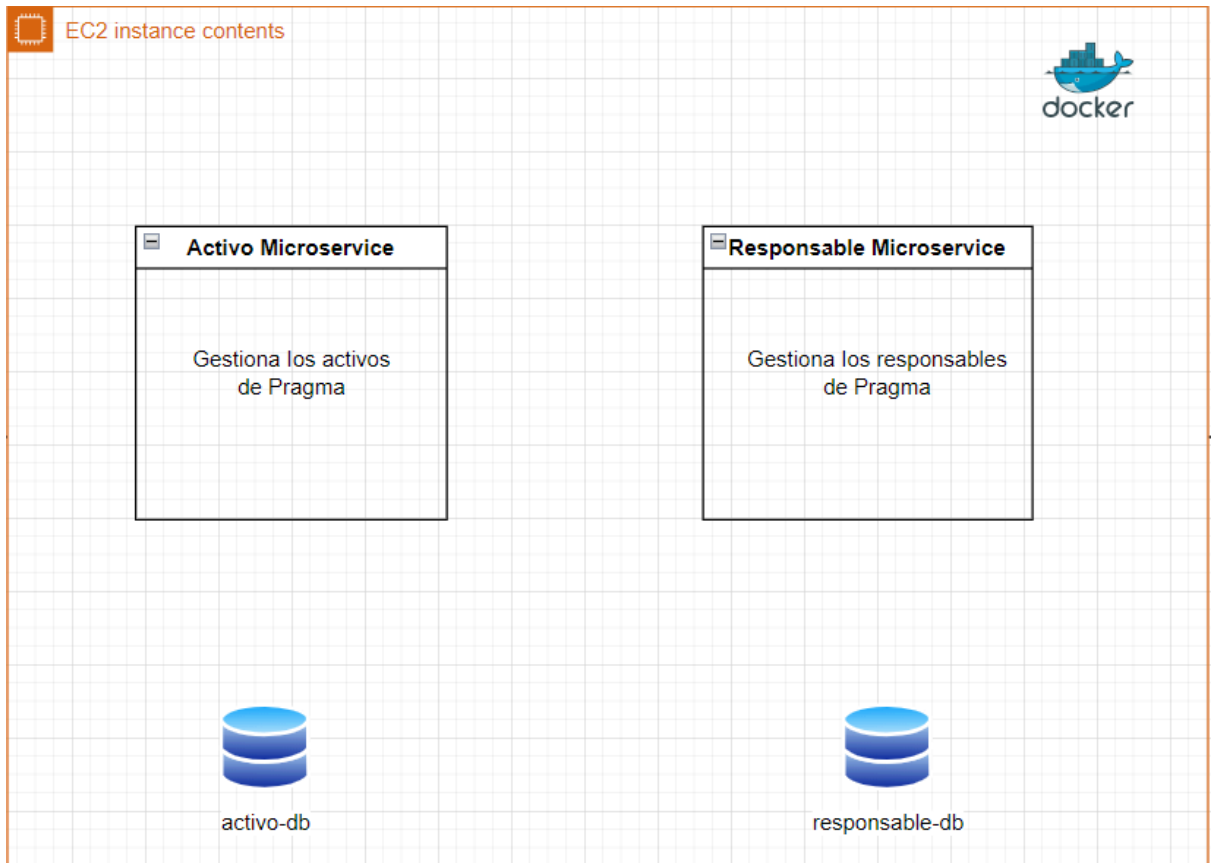 EC2 instance contents
docker
Activo Microservice
Gestiona los activos
de Pragma
Responsable Microservice
Gestiona los responsables
de Pragma
activo-db
responsable-db